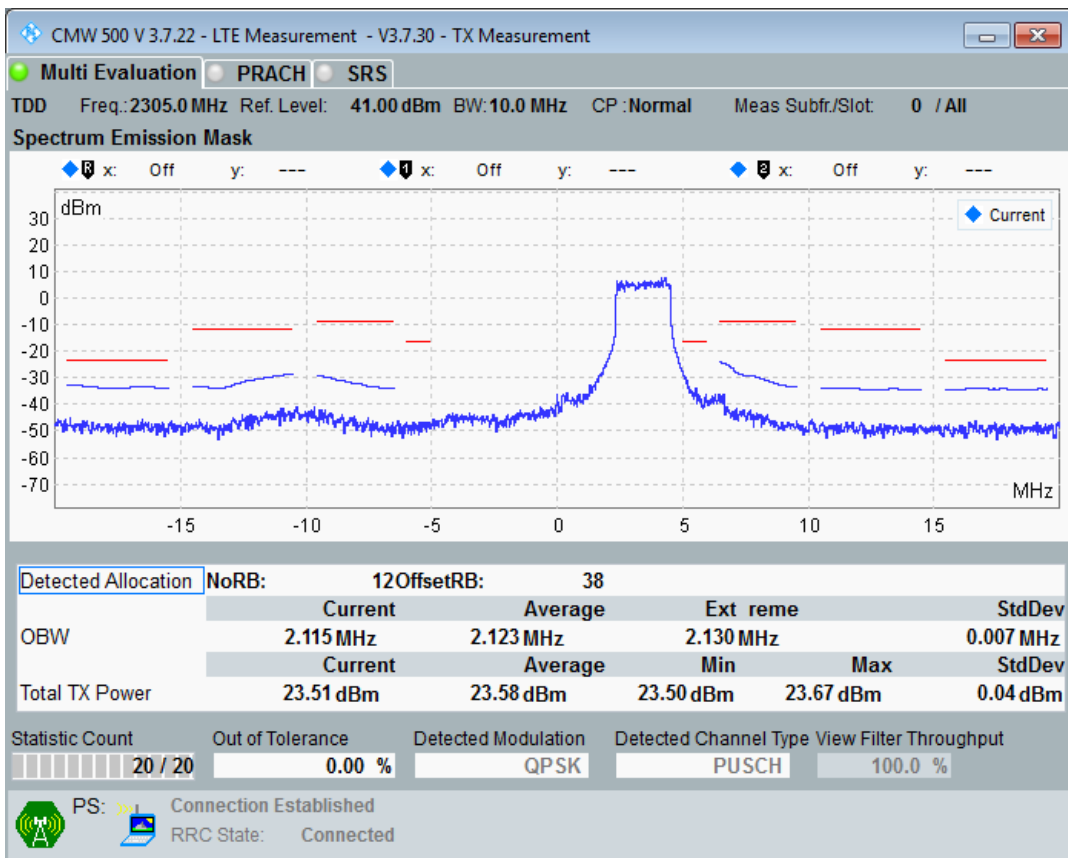 CMW 500 V 3.7.22 - LTE Measurement - V3.7.30 - TX Measurement
Multi Evaluation PRACH SRS
TDD Freq.:2305.0 MHz Ref. Level: 41.00 dBm BW:10.0 MHz CP :Normal Meas Subfr./Slot: 0 / All
Spectrum Emission Mask
R x: Off y: --- 1 x: Off y: --- 2 x: Off y: ---
dBm
Current
30
20
10
0
-10
-20
-30
-40
-50
-60
-70
MHz
-15 -10 -5 0 5 10 15
Detected Allocation NoRB: 12OffsetRB: 38
Current Average Ext reme StdDev
OBW 2.115 MHz 2.123 MHz 2.130 MHz 0.007 MHz
Current Average Min Max StdDev
Total TX Power 23.51 dBm 23.58 dBm 23.50 dBm 23.67 dBm 0.04 dBm
Statistic Count Out of Tolerance Detected Modulation Detected Channel Type View Filter Throughput
20 / 20 0.00 % QPSK PUSCH 100.0 %
PS: Connection Established
RRC State: Connected